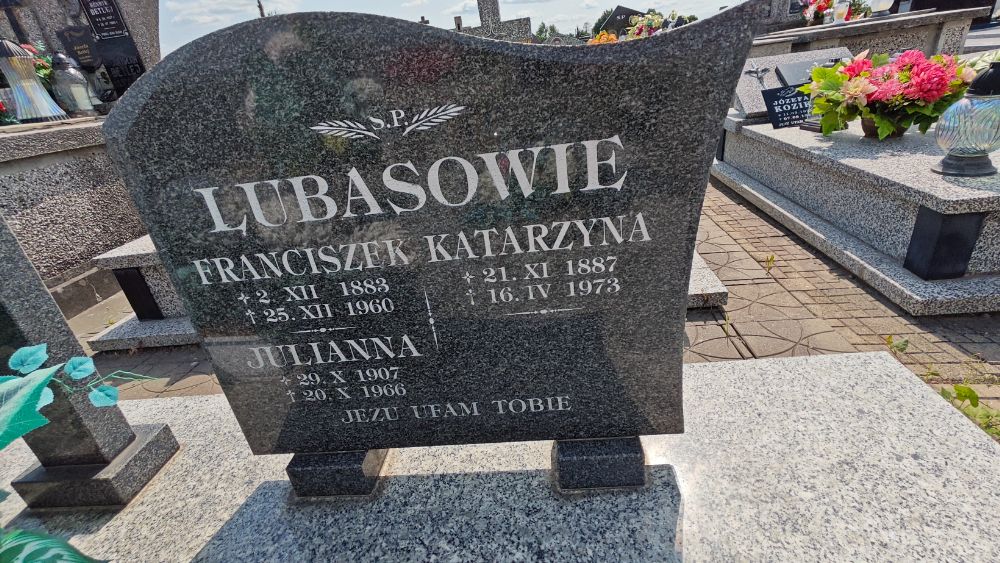 Ś.P.
LUBASOWIE
FRANCISZEK KATARZYNA
2. XII 1883
25. XII 1960
21. XI 1887
16. IV 1973
JULIANNA
29. X 1907
20. X 1966
JEZU UFAM TOBIE
JÓZEFA